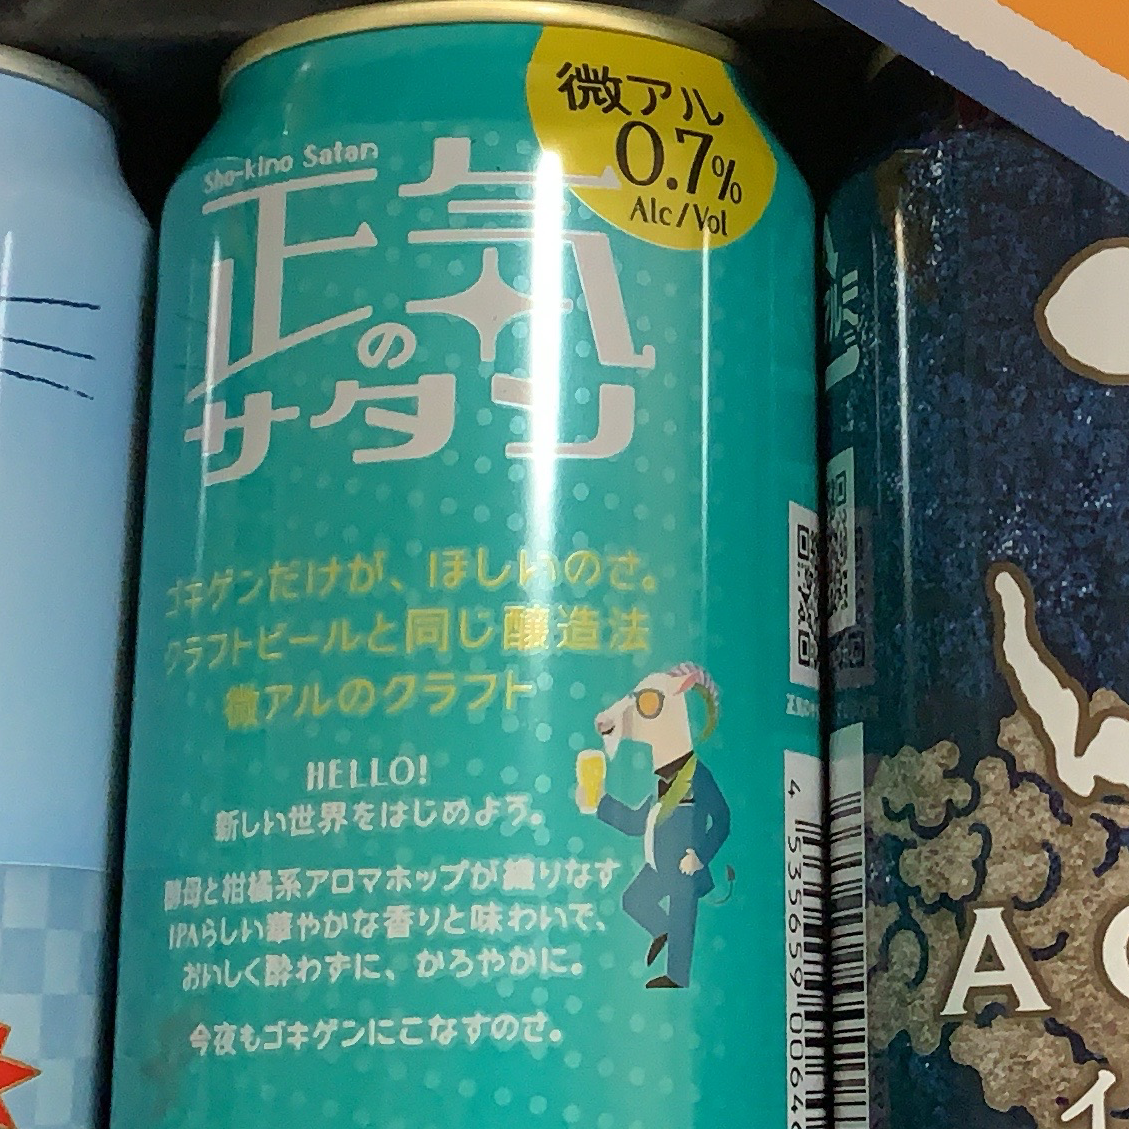 微アル
0.7%
Alc/Vol
Sho-kino Satan
正気
の
サタン
ゴキゲンだけが、ほしいのさ。
クラフトビールと同じ醸造法
微アルのクラフト
HELLO!
新しい世界をはじめよう。
酵母と柑橘系アロマホップが織りなす
IPAらしい華やかな香りと味わいで、
おいしく酔わずに、かろやかに。
今夜もゴキゲンにこなすのさ。
4 535659 00648
A